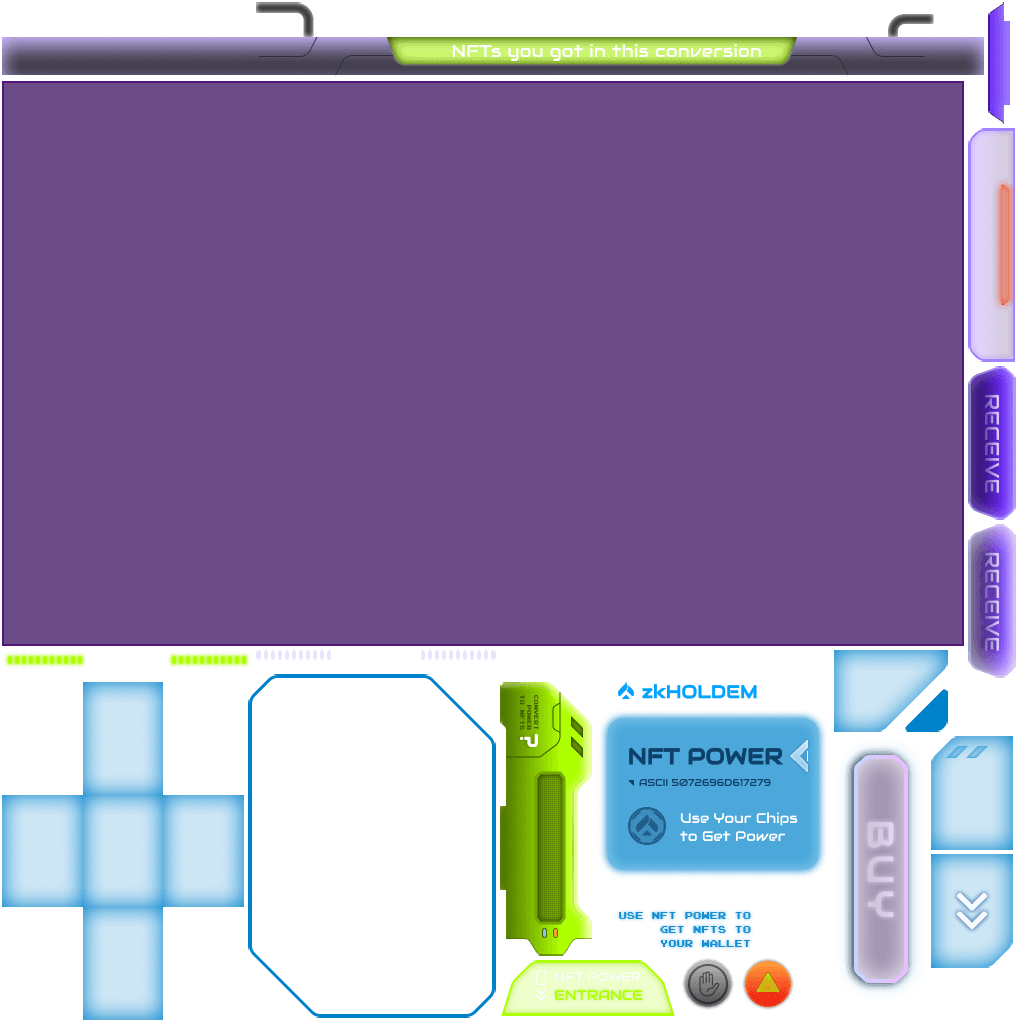 NFTs you got in this conversion
RECEIVE
RECEIVE
CONVERT
POWER
TO NFTS
P.
zkHOLDEM
NFT POWER
ASCII 5072696D617279
Use Your Chips
to Get Power
BUY
USE NFT POWER TO
GET NFTS TO
YOUR WALLET
NFT POWER
ENTRANCE